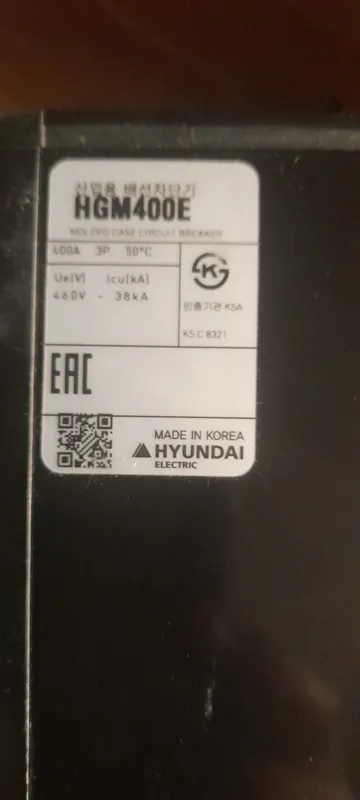 산업용 배선차단기
HGM400E
MOLDED CASE CIRCUIT BREAKER
400A 3P 50°C
Ue(V) Icu(kA)
460V - 38kA
인증기관 KSA
KS C 8321
EAC
MADE IN KOREA
HYUNDAI
ELECTRIC